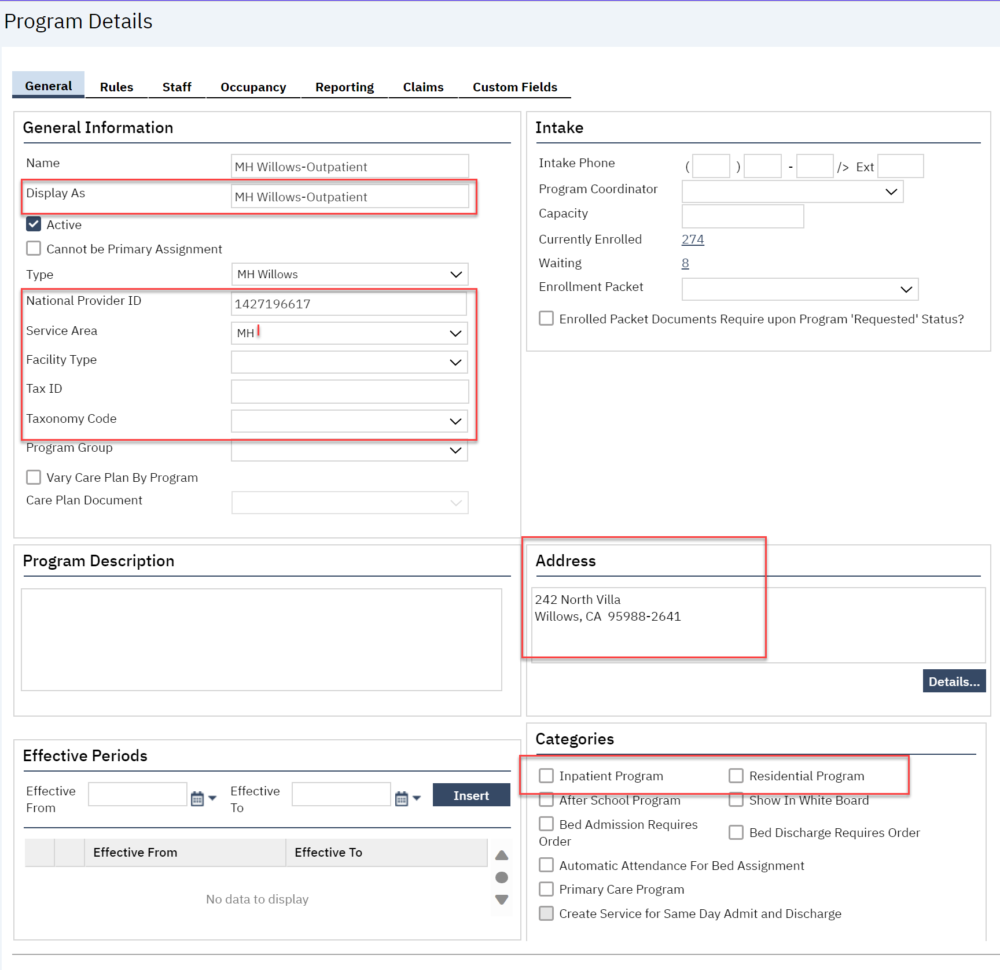 Program Details
General Rules Staff Occupancy Reporting Claims Custom Fields
General Information
Name MH Willows-Outpatient
Display As MH Willows-Outpatient
Active
Cannot be Primary Assignment
Type MH Willows
National Provider ID 1427196617
Service Area MH
Facility Type
Tax ID
Taxonomy Code
Program Group
Vary Care Plan By Program
Care Plan Document
Intake
Intake Phone ( ) - /> Ext
Program Coordinator
Capacity
Currently Enrolled 274
Waiting 8
Enrollment Packet
Enrolled Packet Documents Require upon Program 'Requested' Status?
Program Description
Address
242 North Villa
Willows, CA  95988-2641
Details...
Effective Periods
Effective From Effective To Insert
Effective From Effective To
No data to display
Categories
Inpatient Program Residential Program
After School Program Show In White Board
Bed Admission Requires Order Bed Discharge Requires Order
Automatic Attendance For Bed Assignment
Primary Care Program
Create Service for Same Day Admit and Discharge